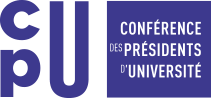 cpU
CONFÉRENCE
DES PRÉSIDENTS
D'UNIVERSITÉ